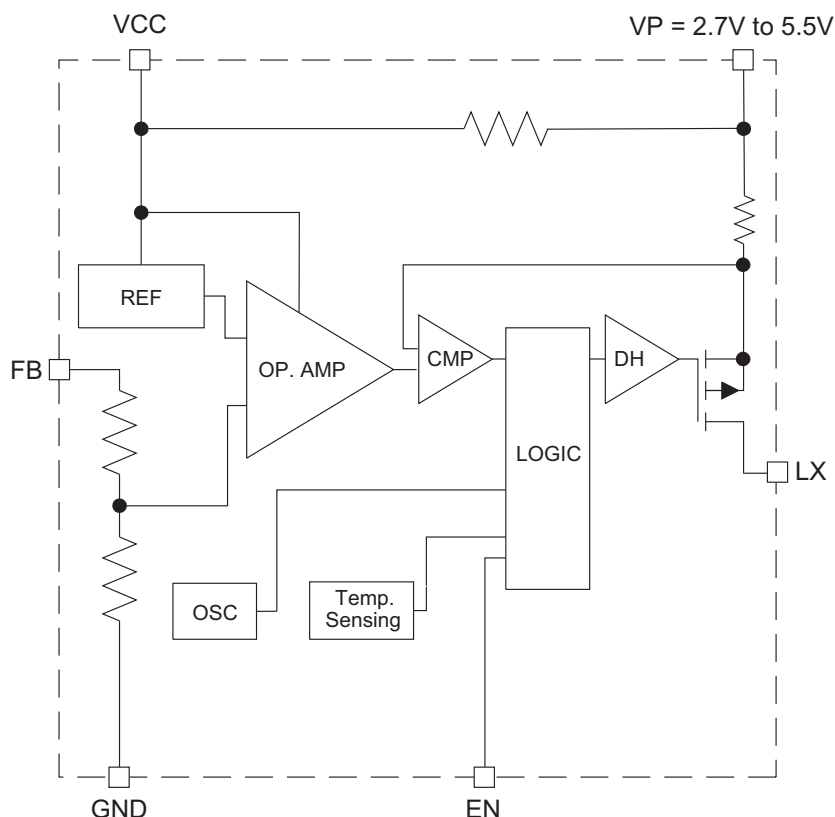 VCC
VP = 2.7V to 5.5V
REF
FB
OP. AMP
CMP
DH
LOGIC
LX
OSC
Temp.
Sensing
GND
EN